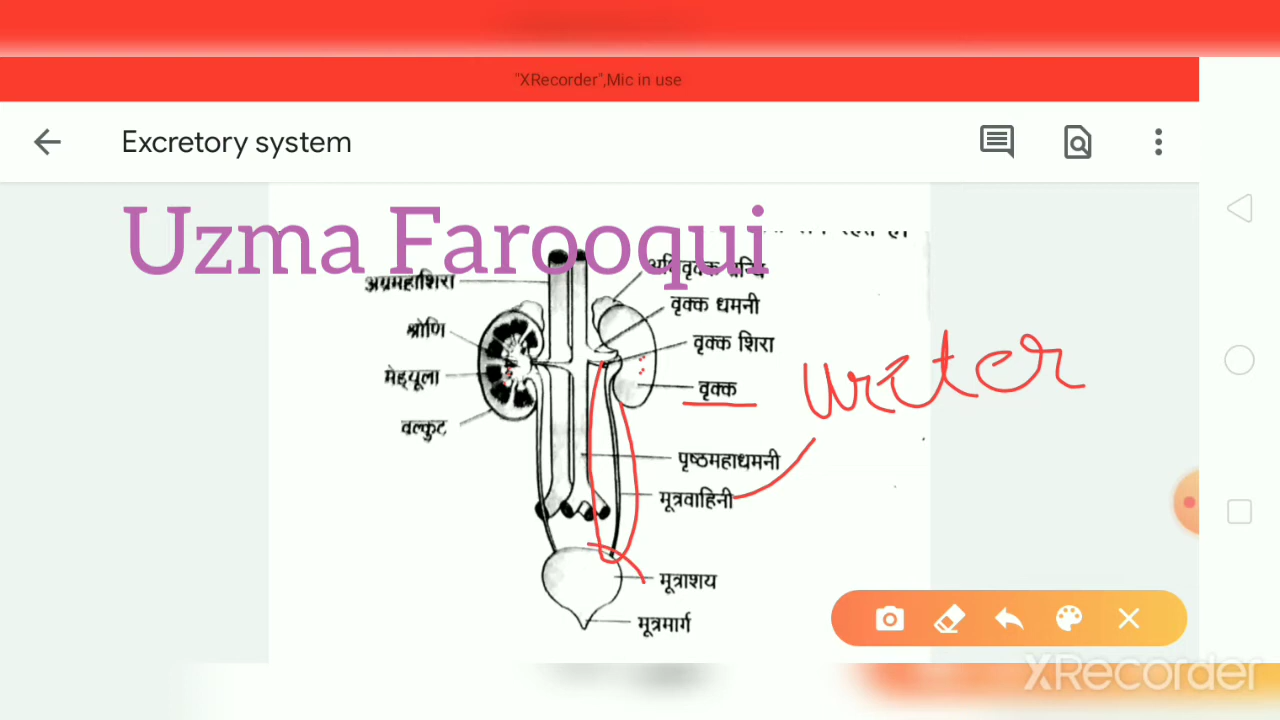 "XRecorder",Mic in use
Excretory system
Uzma Farooqui
अग्रमहाशिरा
वृक्क धमनी
श्रोणि
वृक्क शिरा
ureter
मेड्यूला
वृक्क
वल्कुट
पृष्ठमहाधमनी
मूत्रवाहिनी
मूत्राशय
मूत्रमार्ग
XRecorder